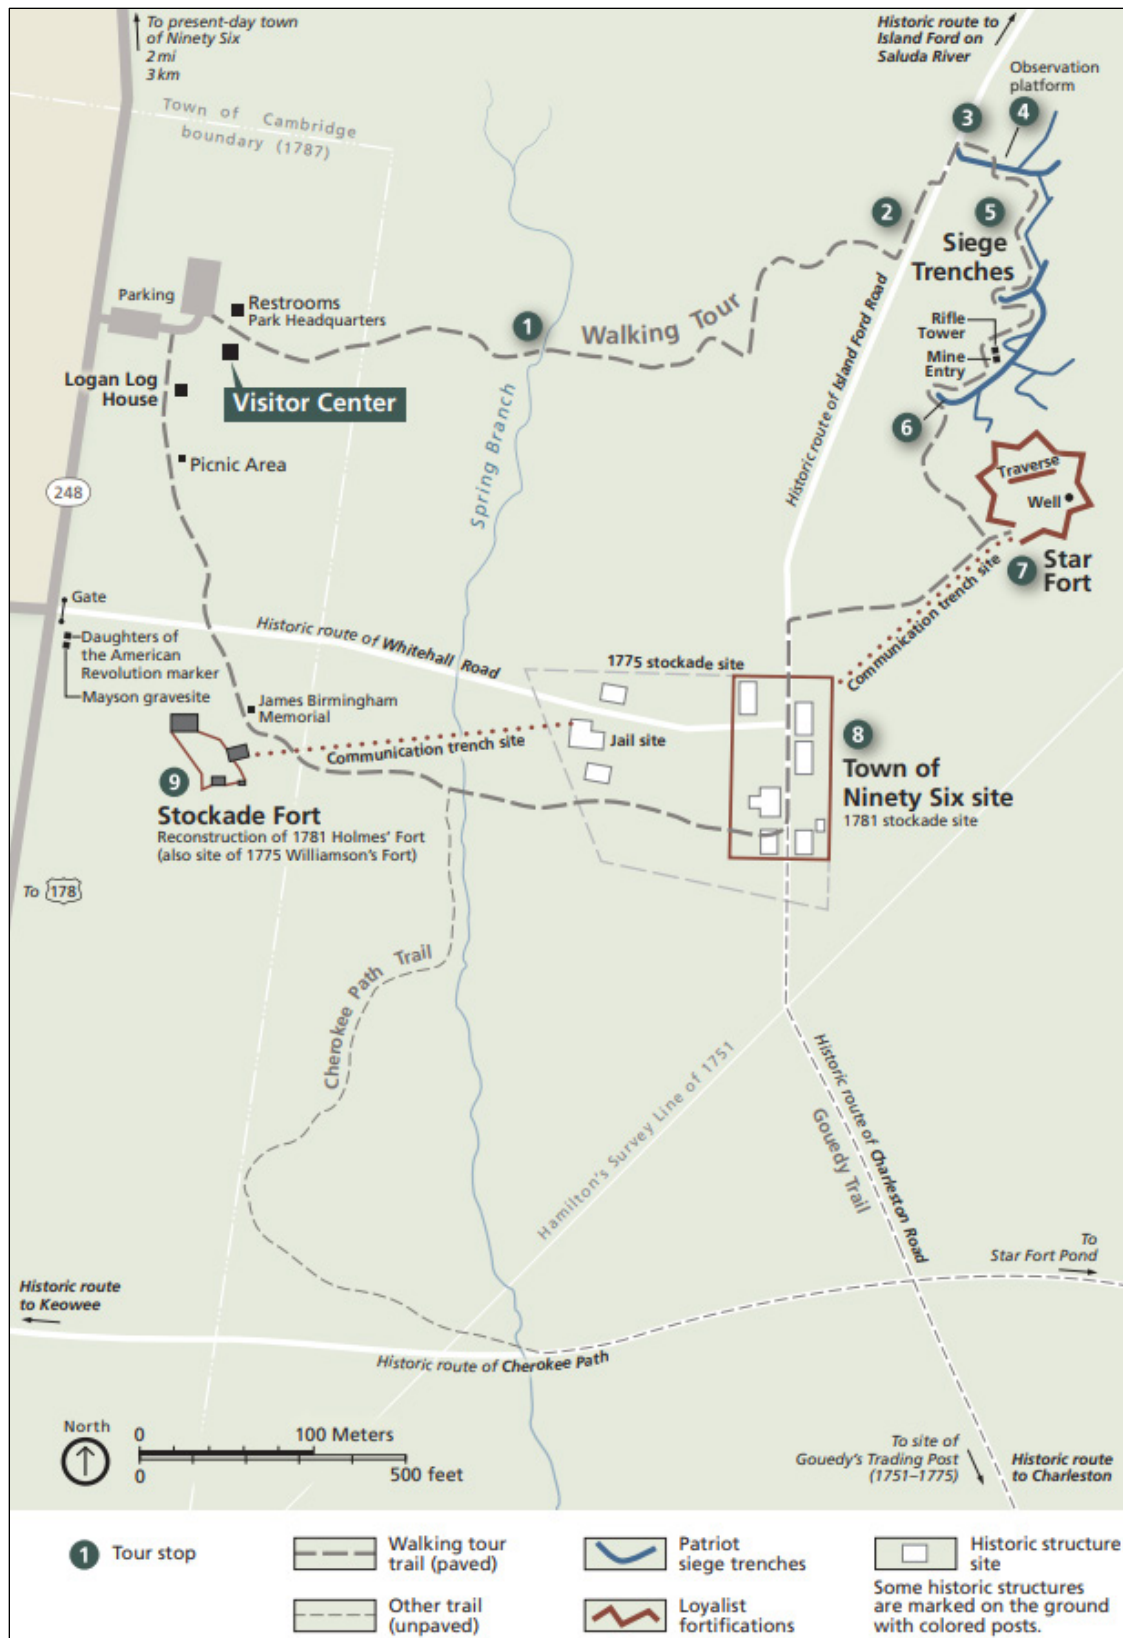 To present-day town
of Ninety Six
2 mi
3 km
Historic route to
Island Ford on
Saluda River
Observation
platform
Town of Cambridge
boundary (1787)
3
4
2
5
Siege
Trenches
Parking
Restrooms
Park Headquarters
1
Walking Tour
Historic route of Island Ford Road
Rifle
Tower
Mine
Entry
Logan Log
House
Visitor Center
6
Spring Branch
Picnic Area
Traverse
Well
248
7
Star
Fort
Communication trench site
Gate
Historic route of Whitehall Road
Daughters of
the American
Revolution marker
Mayson gravesite
1775 stockade site
James Birmingham
Memorial
Jail site
Communication trench site
8
Town of
Ninety Six site
1781 stockade site
9
Stockade Fort
Reconstruction of 1781 Holmes' Fort
(also site of 1775 Williamson's Fort)
To 178
Cherokee Path Trail
Hamilton's Survey Line of 1751
Historic route of Charleston Road
Gouedy Trail
To
Star Fort Pond
Historic route
to Keowee
Historic route of Cherokee Path
North
0
100 Meters
0
500 feet
To site of
Gouedy's Trading Post
(1751–1775)
Historic route
to Charleston
1
Tour stop
Walking tour
trail (paved)
Patriot
siege trenches
Historic structure
site
Some historic structures
are marked on the ground
with colored posts.
Other trail
(unpaved)
Loyalist
fortifications